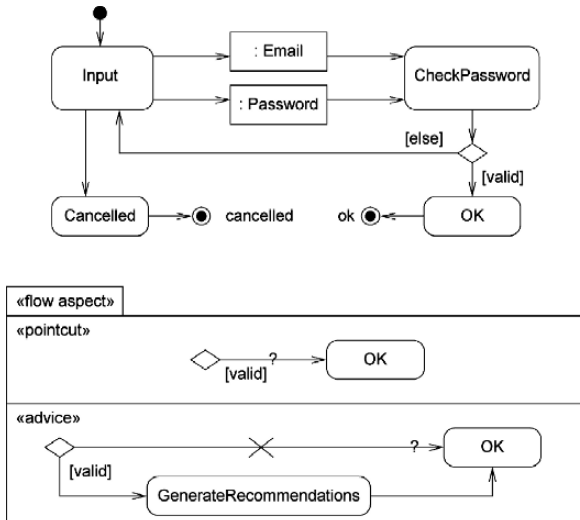 : Email
Input
CheckPassword
: Password
[else]
[valid]
Cancelled
cancelled
ok
OK
«flow aspect»
«pointcut»
?
OK
[valid]
«advice»
?
OK
[valid]
GenerateRecommendations